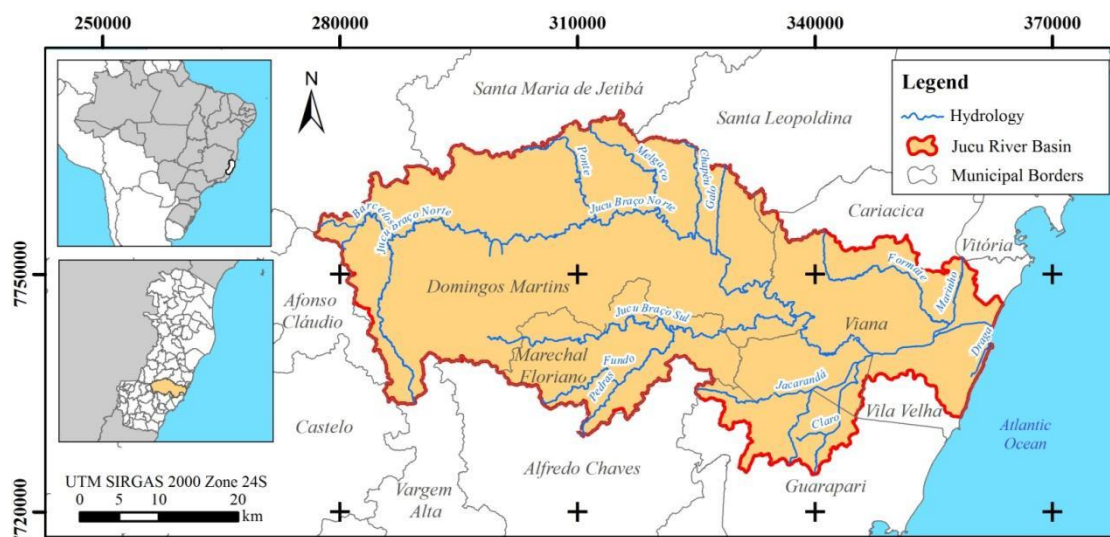 250000
280000
310000
340000
370000
N
Santa Maria de Jetibá
Santa Leopoldina
Legend
Hydrology
Jucu River Basin
Municipal Borders
Ponte
Melgaço
Chapéu
Galo
Barcelos
Jucu Braço Norte
Jucu Braço Norte
Cariacica
Vitória
7750000
Formate
Marinho
Afonso
Cláudio
Domingos Martins
Jucu Braço Sul
Viana
Draga
Marechal
Floriano
Fundo
Pedras
Jacarandá
Claro
Vila Velha
Castelo
Atlantic
Ocean
Alfredo Chaves
Guarapari
Vargem
Alta
UTM SIRGAS 2000 Zone 24S
0 5 10 20
km
7720000